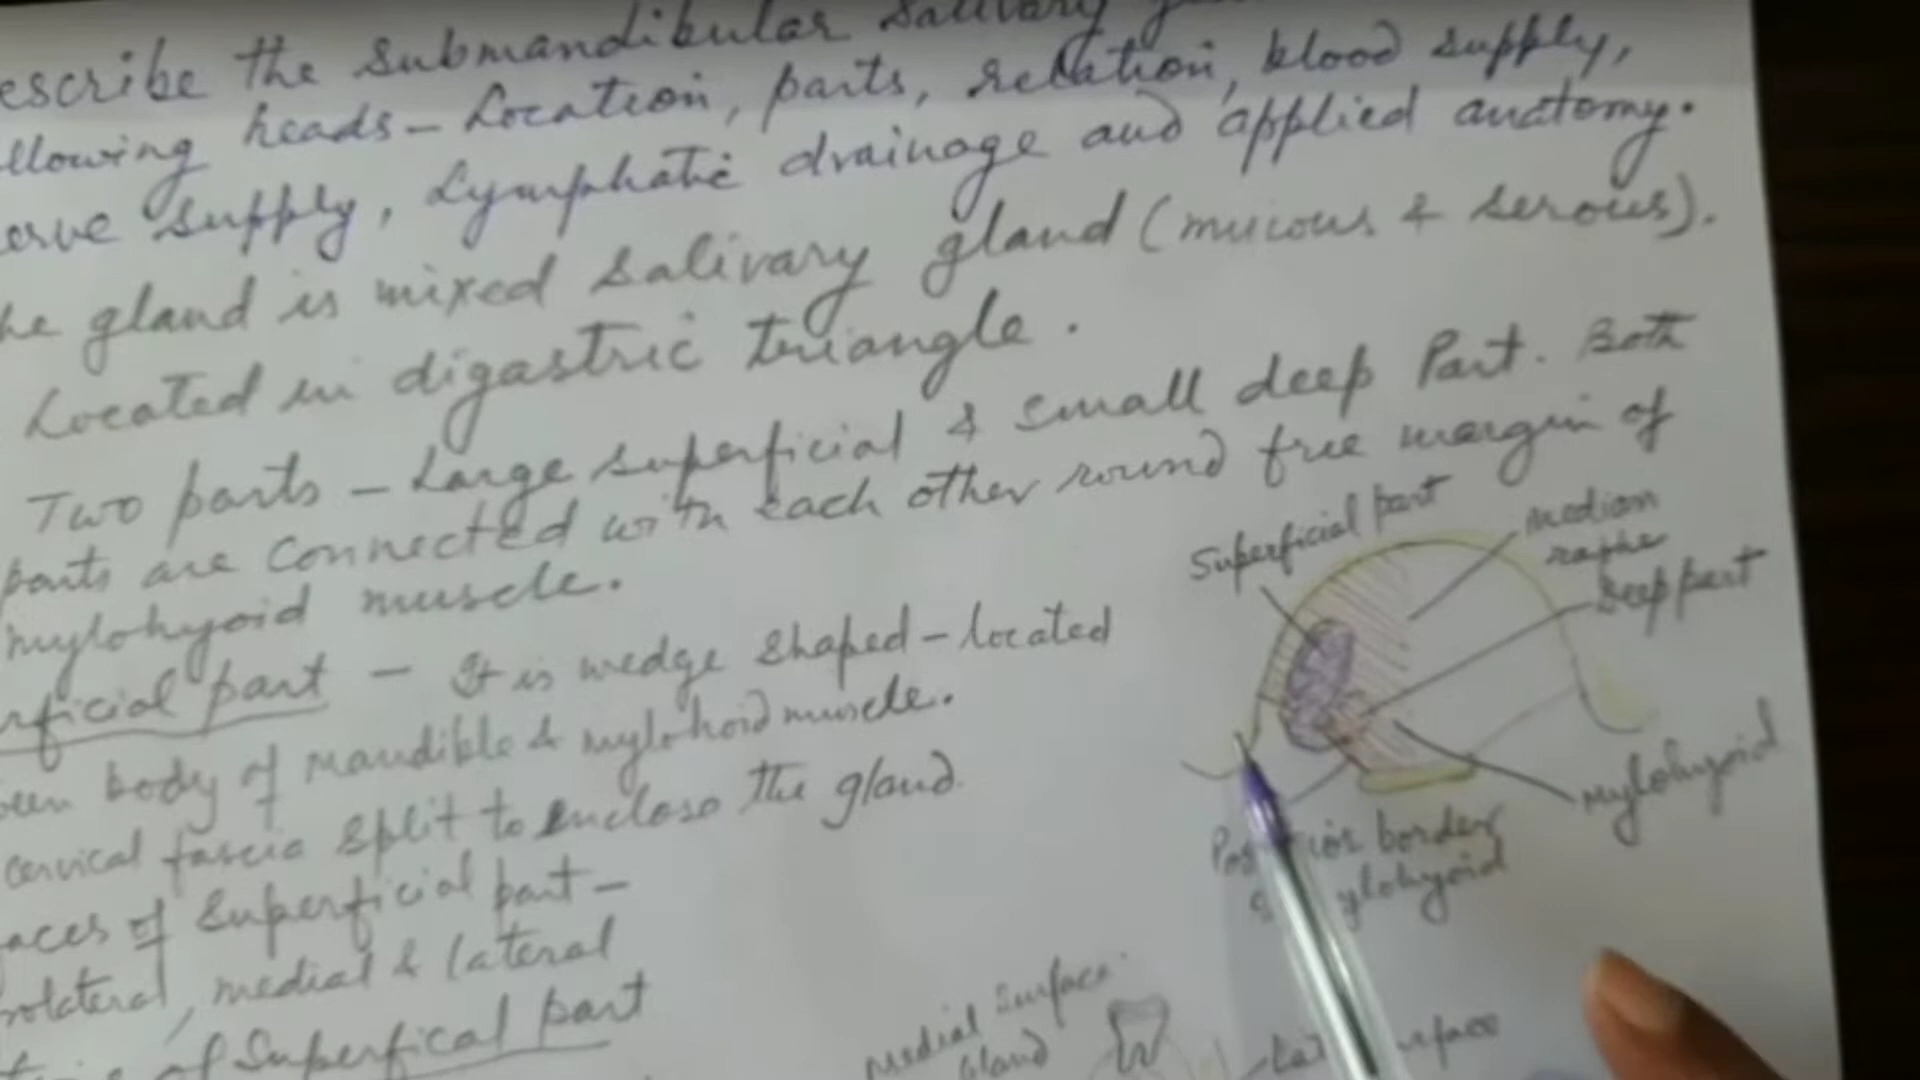 escribe the submandibular salivary
llowing heads - Location, parts, relation, blood supply,
erve supply, Lymphatic drainage and applied anatomy.
he gland is mixed salivary gland (mucous & serous).
Located in digastric triangle.
Two parts - Large superficial & small deep Part. Both
parts are connected with each other round free margin of
mylohyoid muscle.
rficial part - It is wedge shaped - located
een body of mandible & mylohoid muscle.
cervical fascia split to enclose the gland.
aces of Superficial part -
rolateral, medial & lateral
of Superfical part
Superficial part
median
raphe
Deep part
Mylohyoid
border
ylohyoid
Medial Surface
Gland